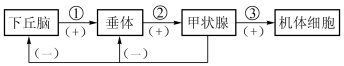 下丘脑 ① (+) 垂体 ② (+) 甲状腺 ③ (+) 机体细胞
(一) (一)